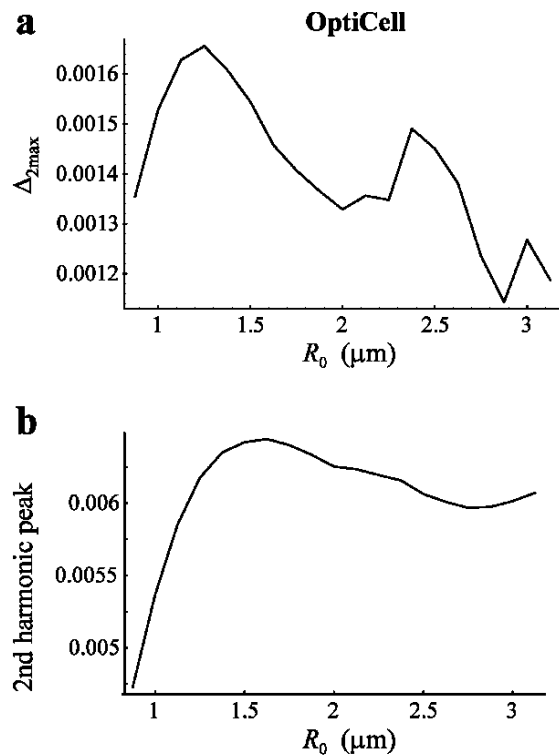 a
OptiCell
0.0016
0.0015
0.0014
0.0013
0.0012
Δ2max
1 1.5 2 2.5 3
R0 (μm)
b
0.006
0.0055
0.005
2nd harmonic peak
1 1.5 2 2.5 3
R0 (μm)